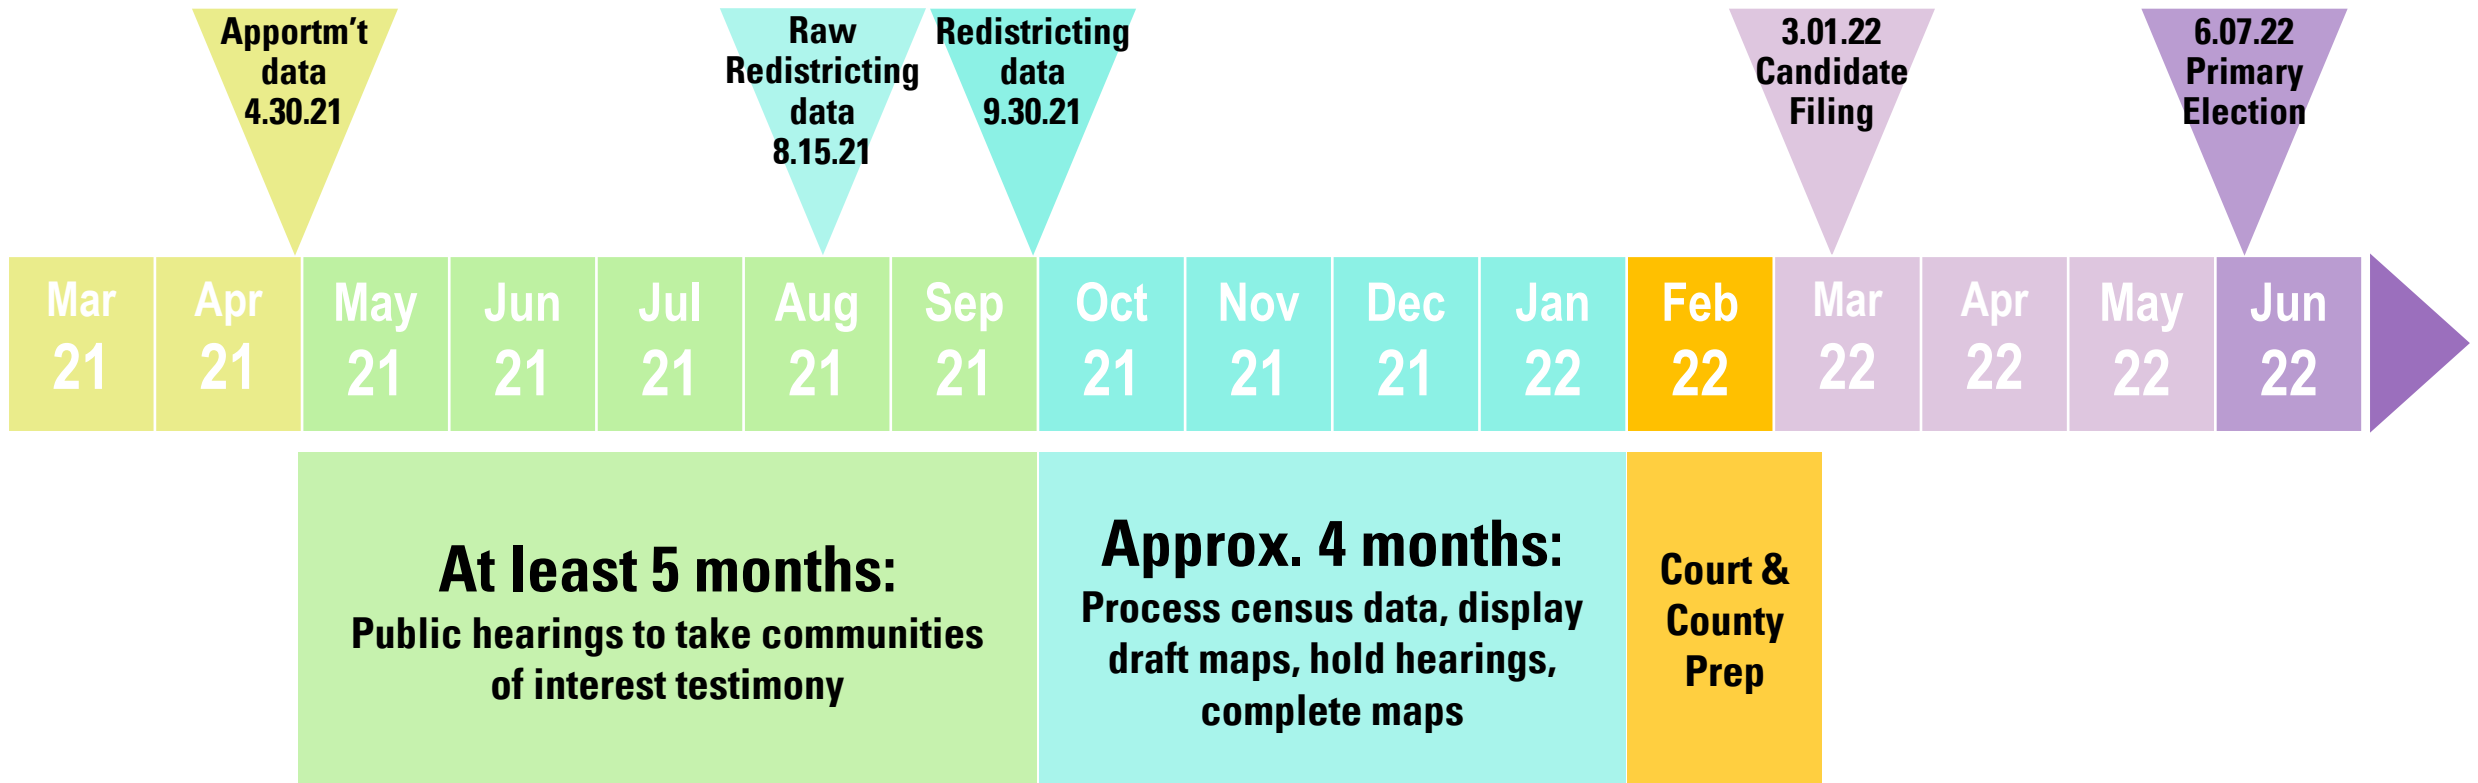 Apportm't
data
4.30.21
Raw
Redistricting
data
8.15.21
Redistricting
data
9.30.21
3.01.22
Candidate
Filing
6.07.22
Primary
Election
Mar
21
Apr
21
May
21
Jun
21
Jul
21
Aug
21
Sep
21
Oct
21
Nov
21
Dec
21
Jan
22
Feb
22
Mar
22
Apr
22
May
22
Jun
22
At least 5 months:
Public hearings to take communities
of interest testimony
Approx. 4 months:
Process census data, display
draft maps, hold hearings,
complete maps
Court &
County
Prep